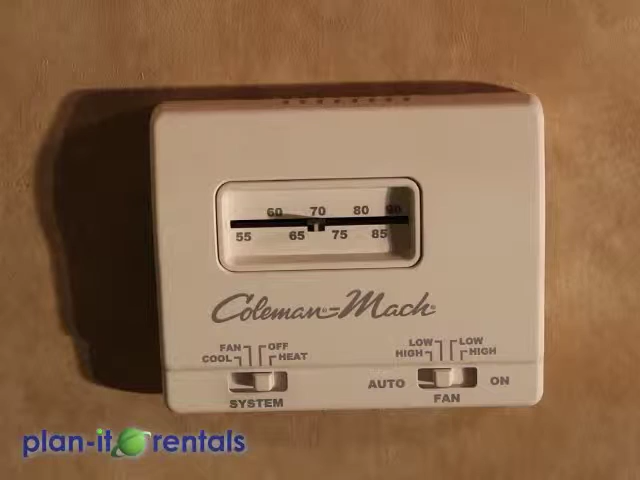 60 70 80 90
55 65 75 85
Coleman-Mach
FAN OFF
COOL HEAT
SYSTEM
LOW LOW
HIGH HIGH
AUTO ON
FAN
plan-it rentals